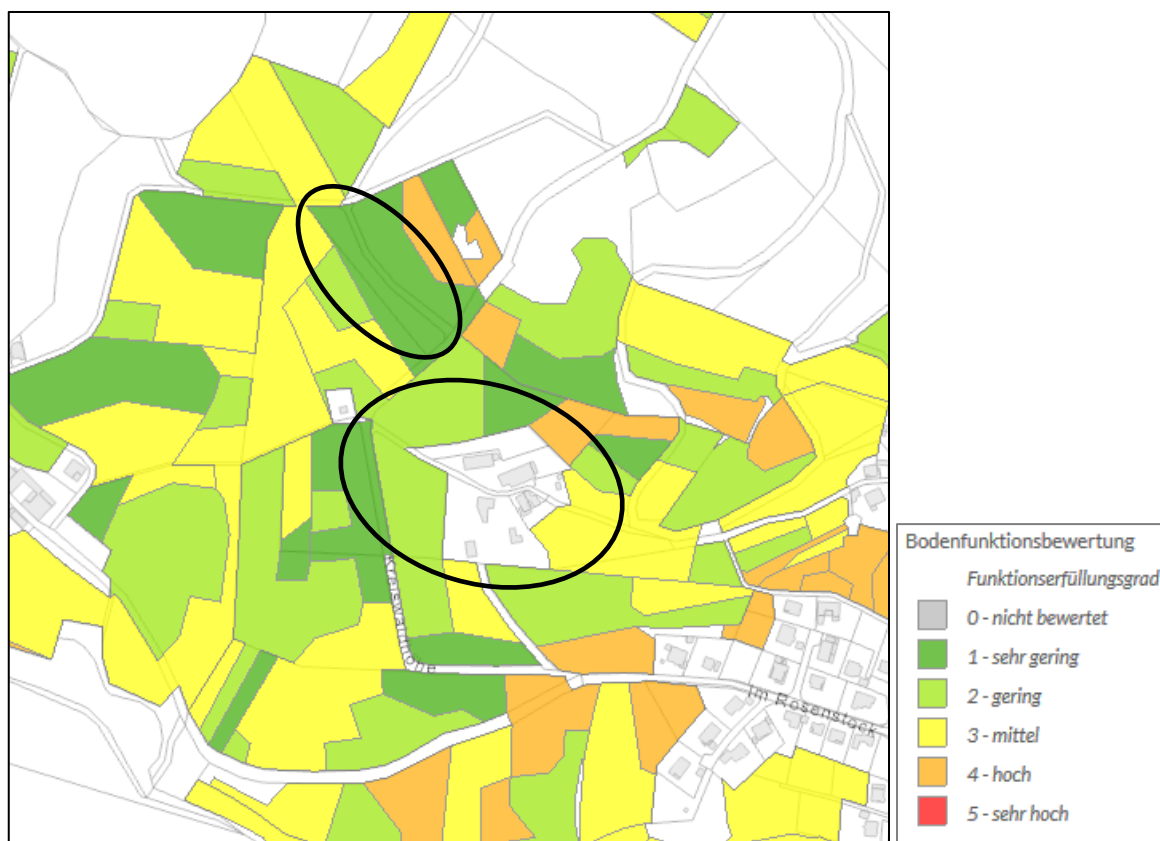 Kreiswaldhöhe
Im Rosenstock
Bodenfunktionsbewertung
Funktionserfüllungsgrad
0 - nicht bewertet
1 - sehr gering
2 - gering
3 - mittel
4 - hoch
5 - sehr hoch